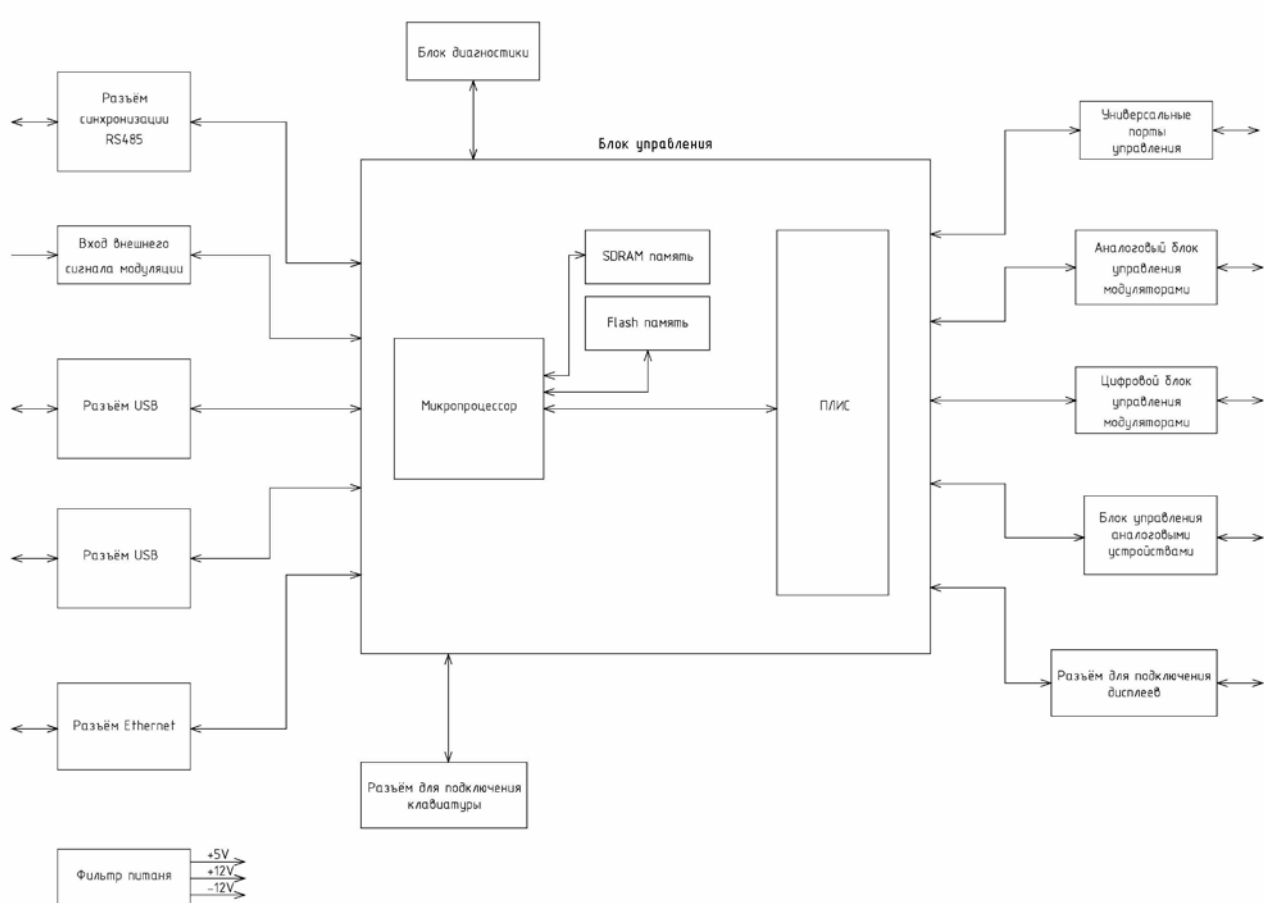 Блок диагностики
Разъём
синхронизации
RS485
Универсальные
порты
управления
Блок управления
Вход внешнего
сигнала модуляции
SDRAM память
Аналоговый блок
управления
модуляторами
Flash память
Разъём USB
Микропроцессор
ПЛИС
Цифровой блок
управления
модуляторами
Разъём USB
Блок управления
аналоговыми
устройствами
Разъём Ethernet
Разъём для подключения
дисплеев
Разъём для подключения
клавиатуры
Фильтр питаня
+5V
+12V
-12V